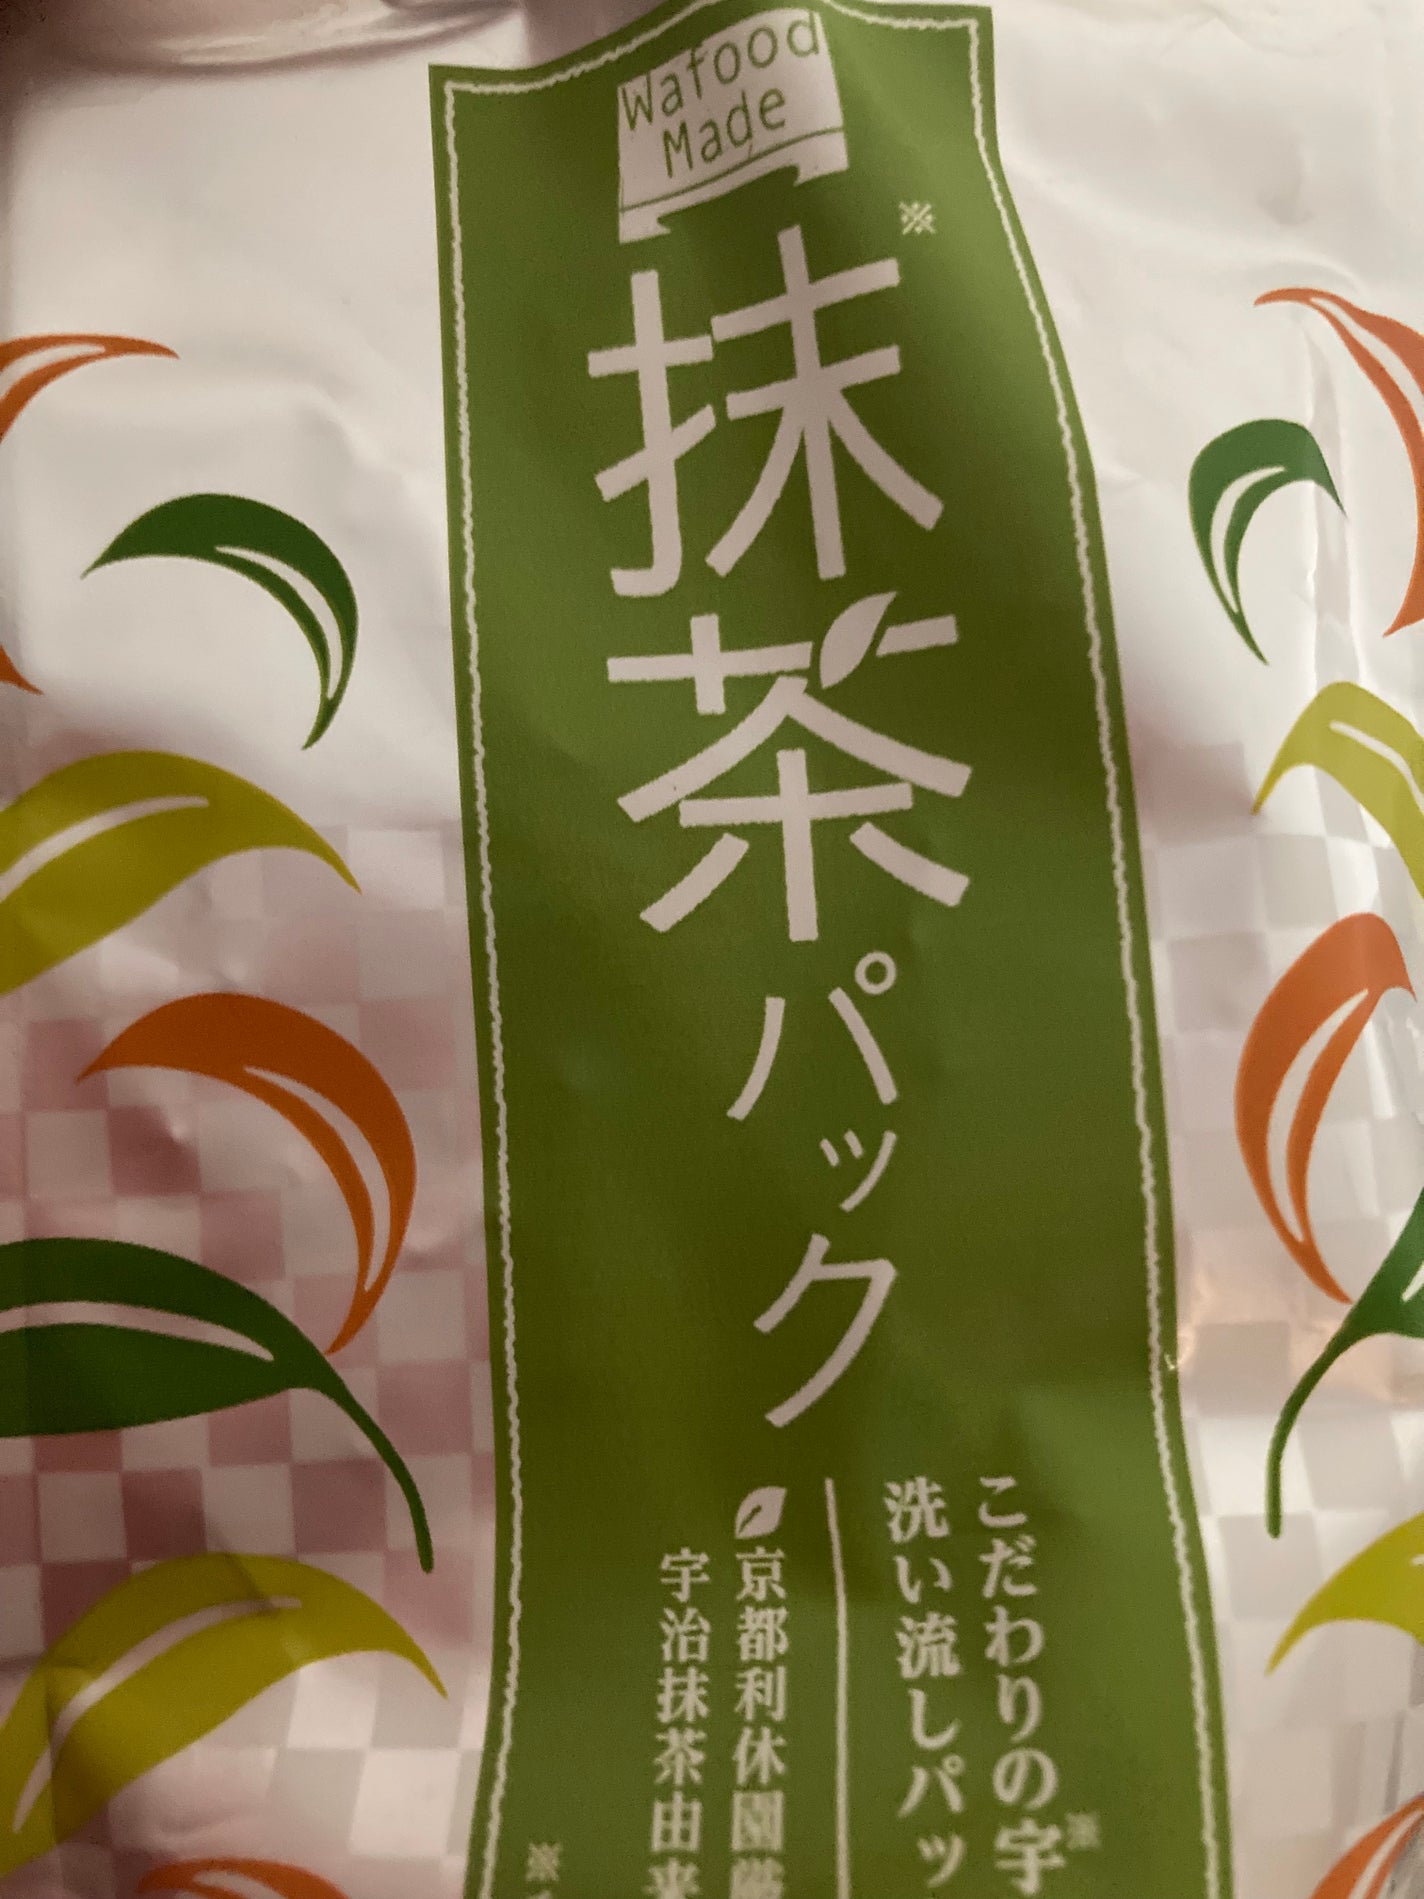 Wafood
Made
※
抹茶パック
こだわりの宇
※
洗い流しパッ
京都利休園厳
宇治抹茶由来
※